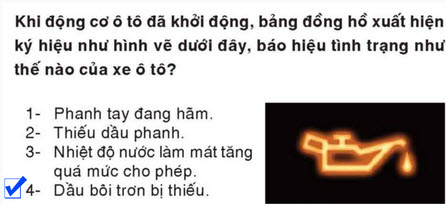 Khi động cơ ô tô đã khởi động, bảng đồng hồ xuất hiện
ký hiệu như hình vẽ dưới đây, báo hiệu tình trạng như
thế nào của xe ô tô?
1- Phanh tay đang hãm.
2- Thiếu dầu phanh.
3- Nhiệt độ nước làm mát tăng
quá mức cho phép.
4- Dầu bôi trơn bị thiếu.